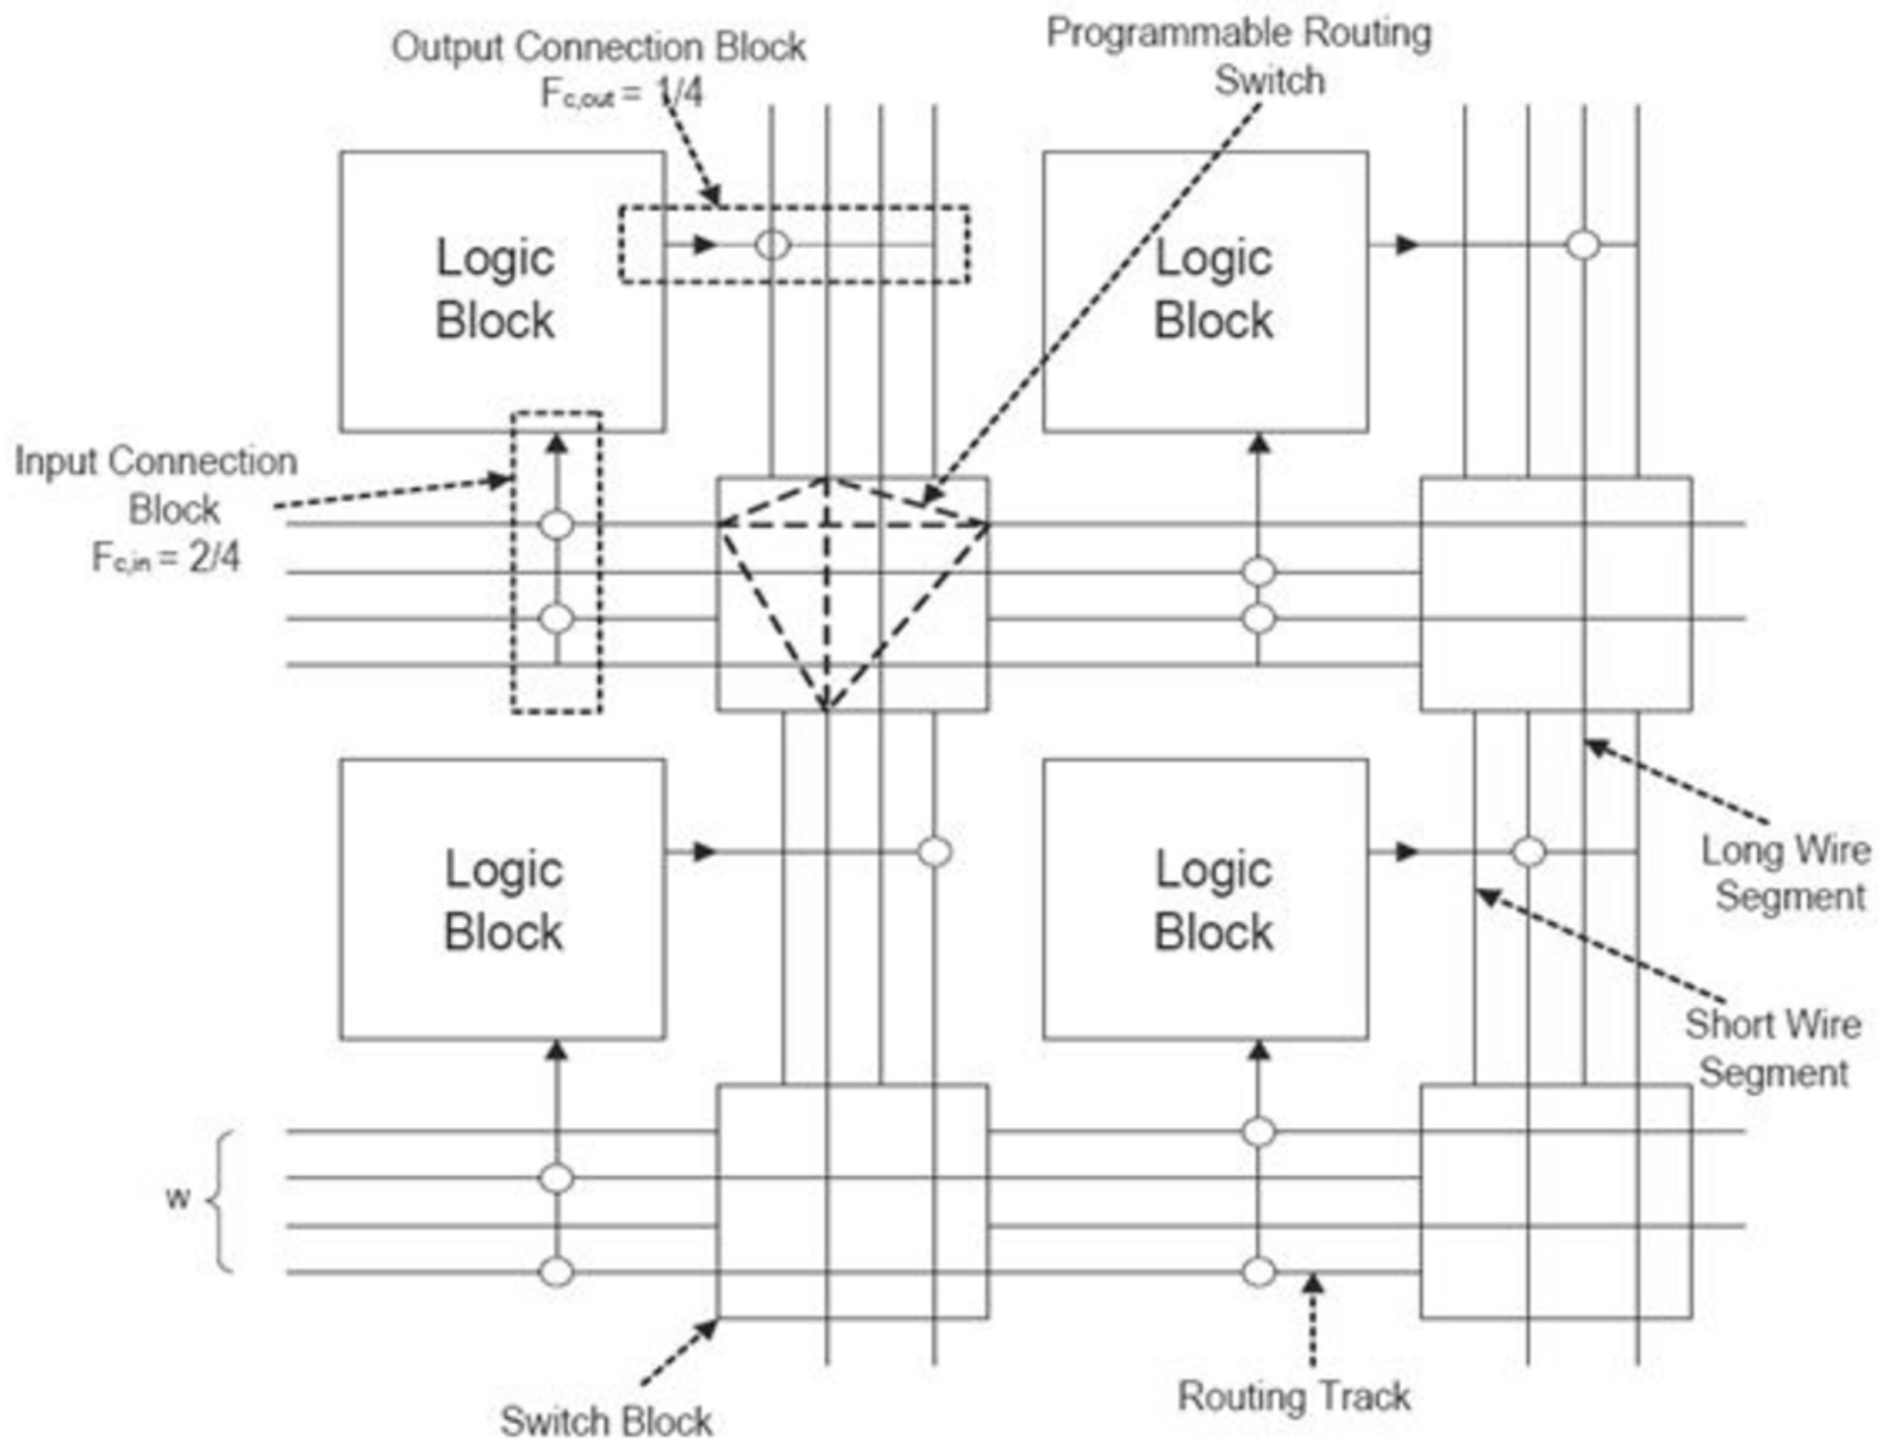 Output Connection Block
Fc,out = 1/4
Programmable Routing
Switch
Logic
Block
Logic
Block
Input Connection
Block
Fc,in = 2/4
Logic
Block
Logic
Block
Long Wire
Segment
Short Wire
Segment
w
Switch Block
Routing Track